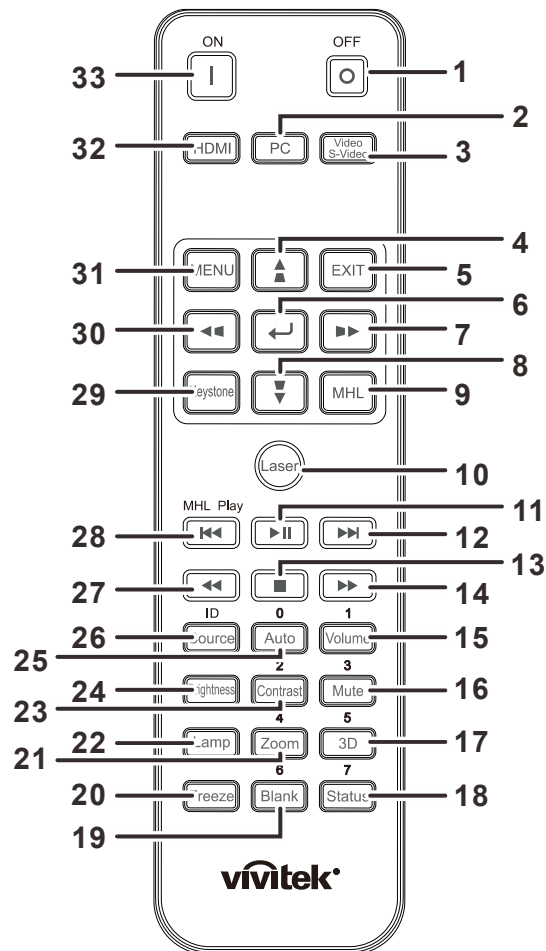 ON OFF
33 I O 1
2
32 HDMI PC Video S-Video 3
4
31 MENU EXIT 5
6
30 7
8
29 Keystone MHL 9
Laser 10
MHL Play 11
28 12
13
27 14
ID 0 1
26 Source Auto Volume 15
25 2 3
24 Brightness Contrast Mute 16
23 4 5
22 Lamp Zoom 3D 17
21 6 7
20 Freeze Blank Status 18
19
vivitek